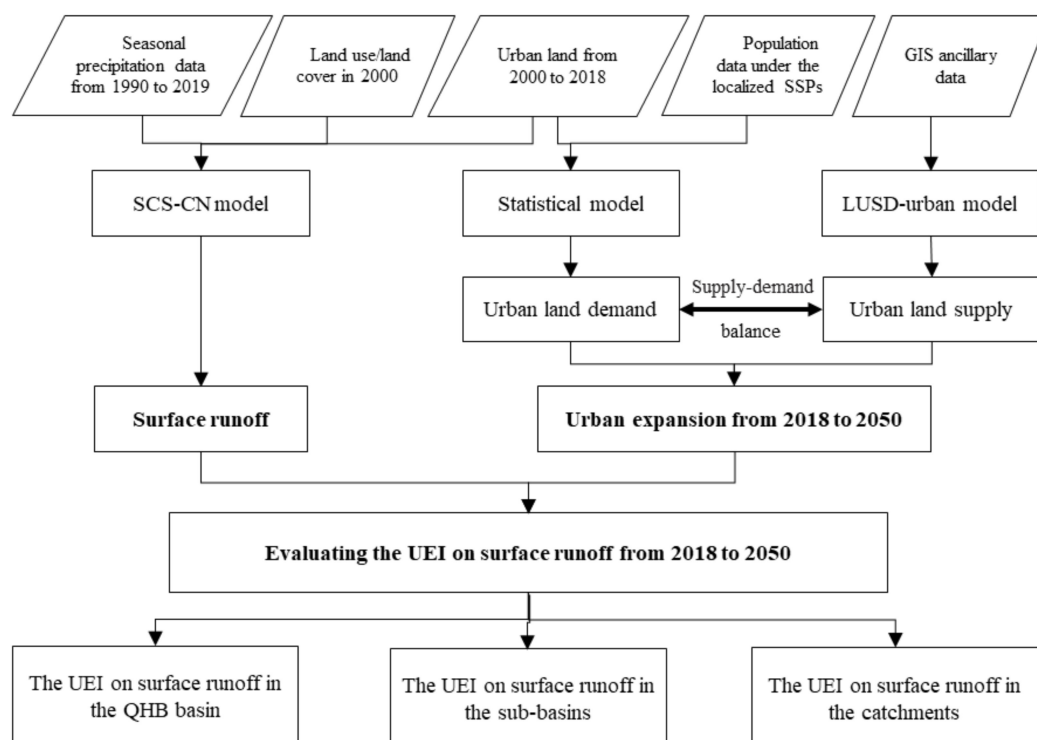 Seasonal
precipitation data
from 1990 to 2019
Land use/land
cover in 2000
Urban land from
2000 to 2018
Population
data under the
localized SSPs
GIS ancillary
data
SCS-CN model
Statistical model
LUSD-urban model
Urban land demand
Supply-demand
balance
Urban land supply
Surface runoff
Urban expansion from 2018 to 2050
Evaluating the UEI on surface runoff from 2018 to 2050
The UEI on surface runoff in
the QHB basin
The UEI on surface runoff in
the sub-basins
The UEI on surface runoff in
the catchments